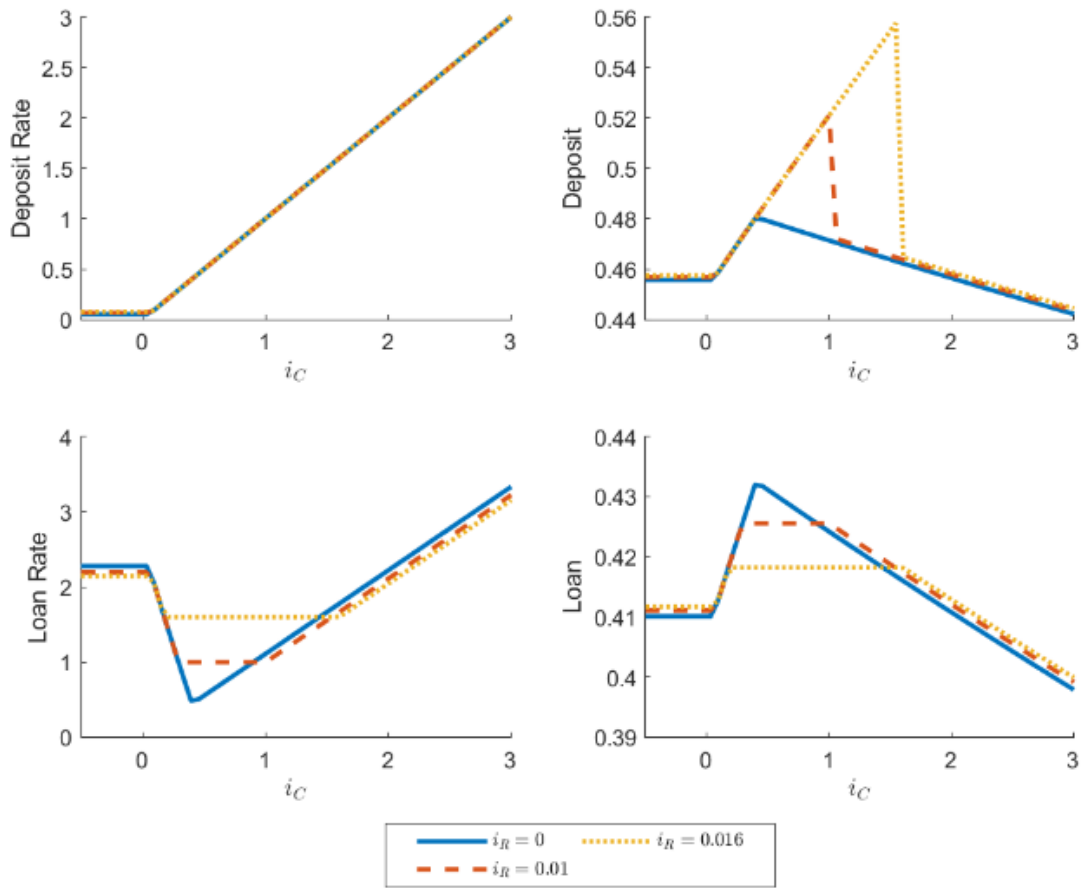 Deposit Rate
3
2.5
2
1.5
1
0.5
0
0 1 2 3
i_C
Deposit
0.56
0.54
0.52
0.5
0.48
0.46
0.44
0 1 2 3
i_C
Loan Rate
4
3
2
1
0
0 1 2 3
i_C
Loan
0.44
0.43
0.42
0.41
0.4
0.39
0 1 2 3
i_C
i_R = 0
i_R = 0.016
i_R = 0.01